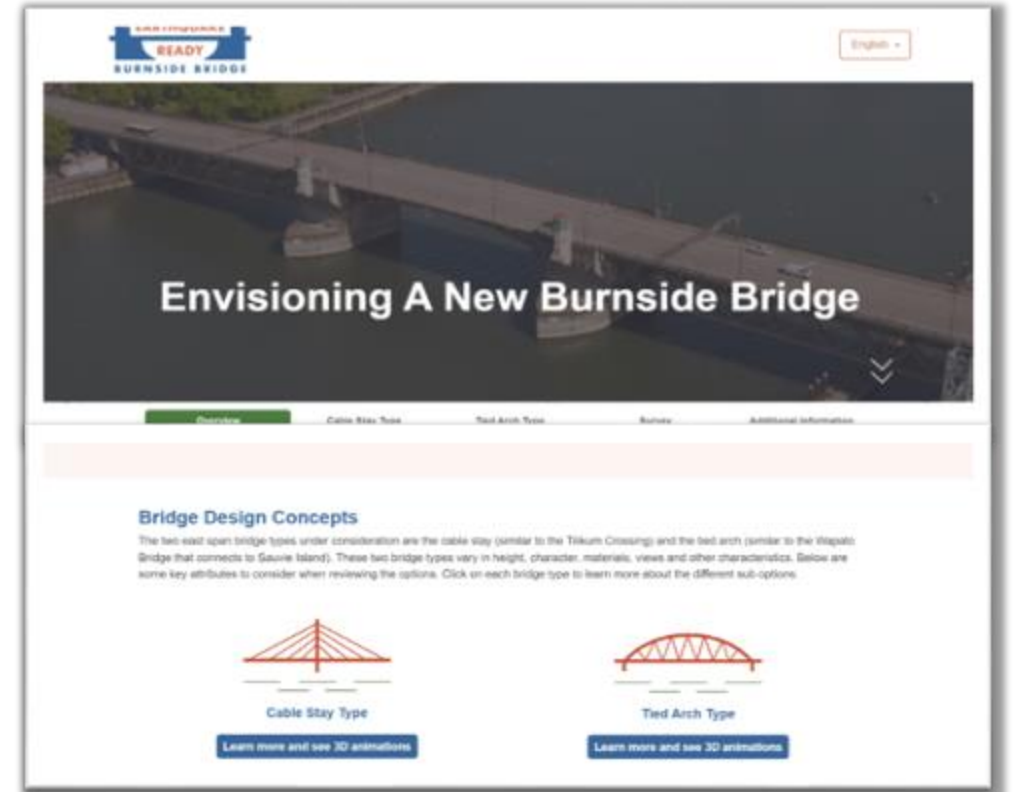 EARTHQUAKE
READY
BURNSIDE BRIDGE
English
Envisioning A New Burnside Bridge
Overview Cable Stay Type Tied Arch Type Survey Additional Information
Bridge Design Concepts
The two east span bridge types under consideration are the cable stay (similar to the Tilikum Crossing) and the tied arch (similar to the Wapato
Bridge that connects to Sauvie Island). These two bridge types vary in height, character, materials, views and other characteristics. Below are
some key attributes to consider when reviewing the options. Click on each bridge type to learn more about the different sub-options.
Cable Stay Type
Tied Arch Type
Learn more and see 3D animations
Learn more and see 3D animations